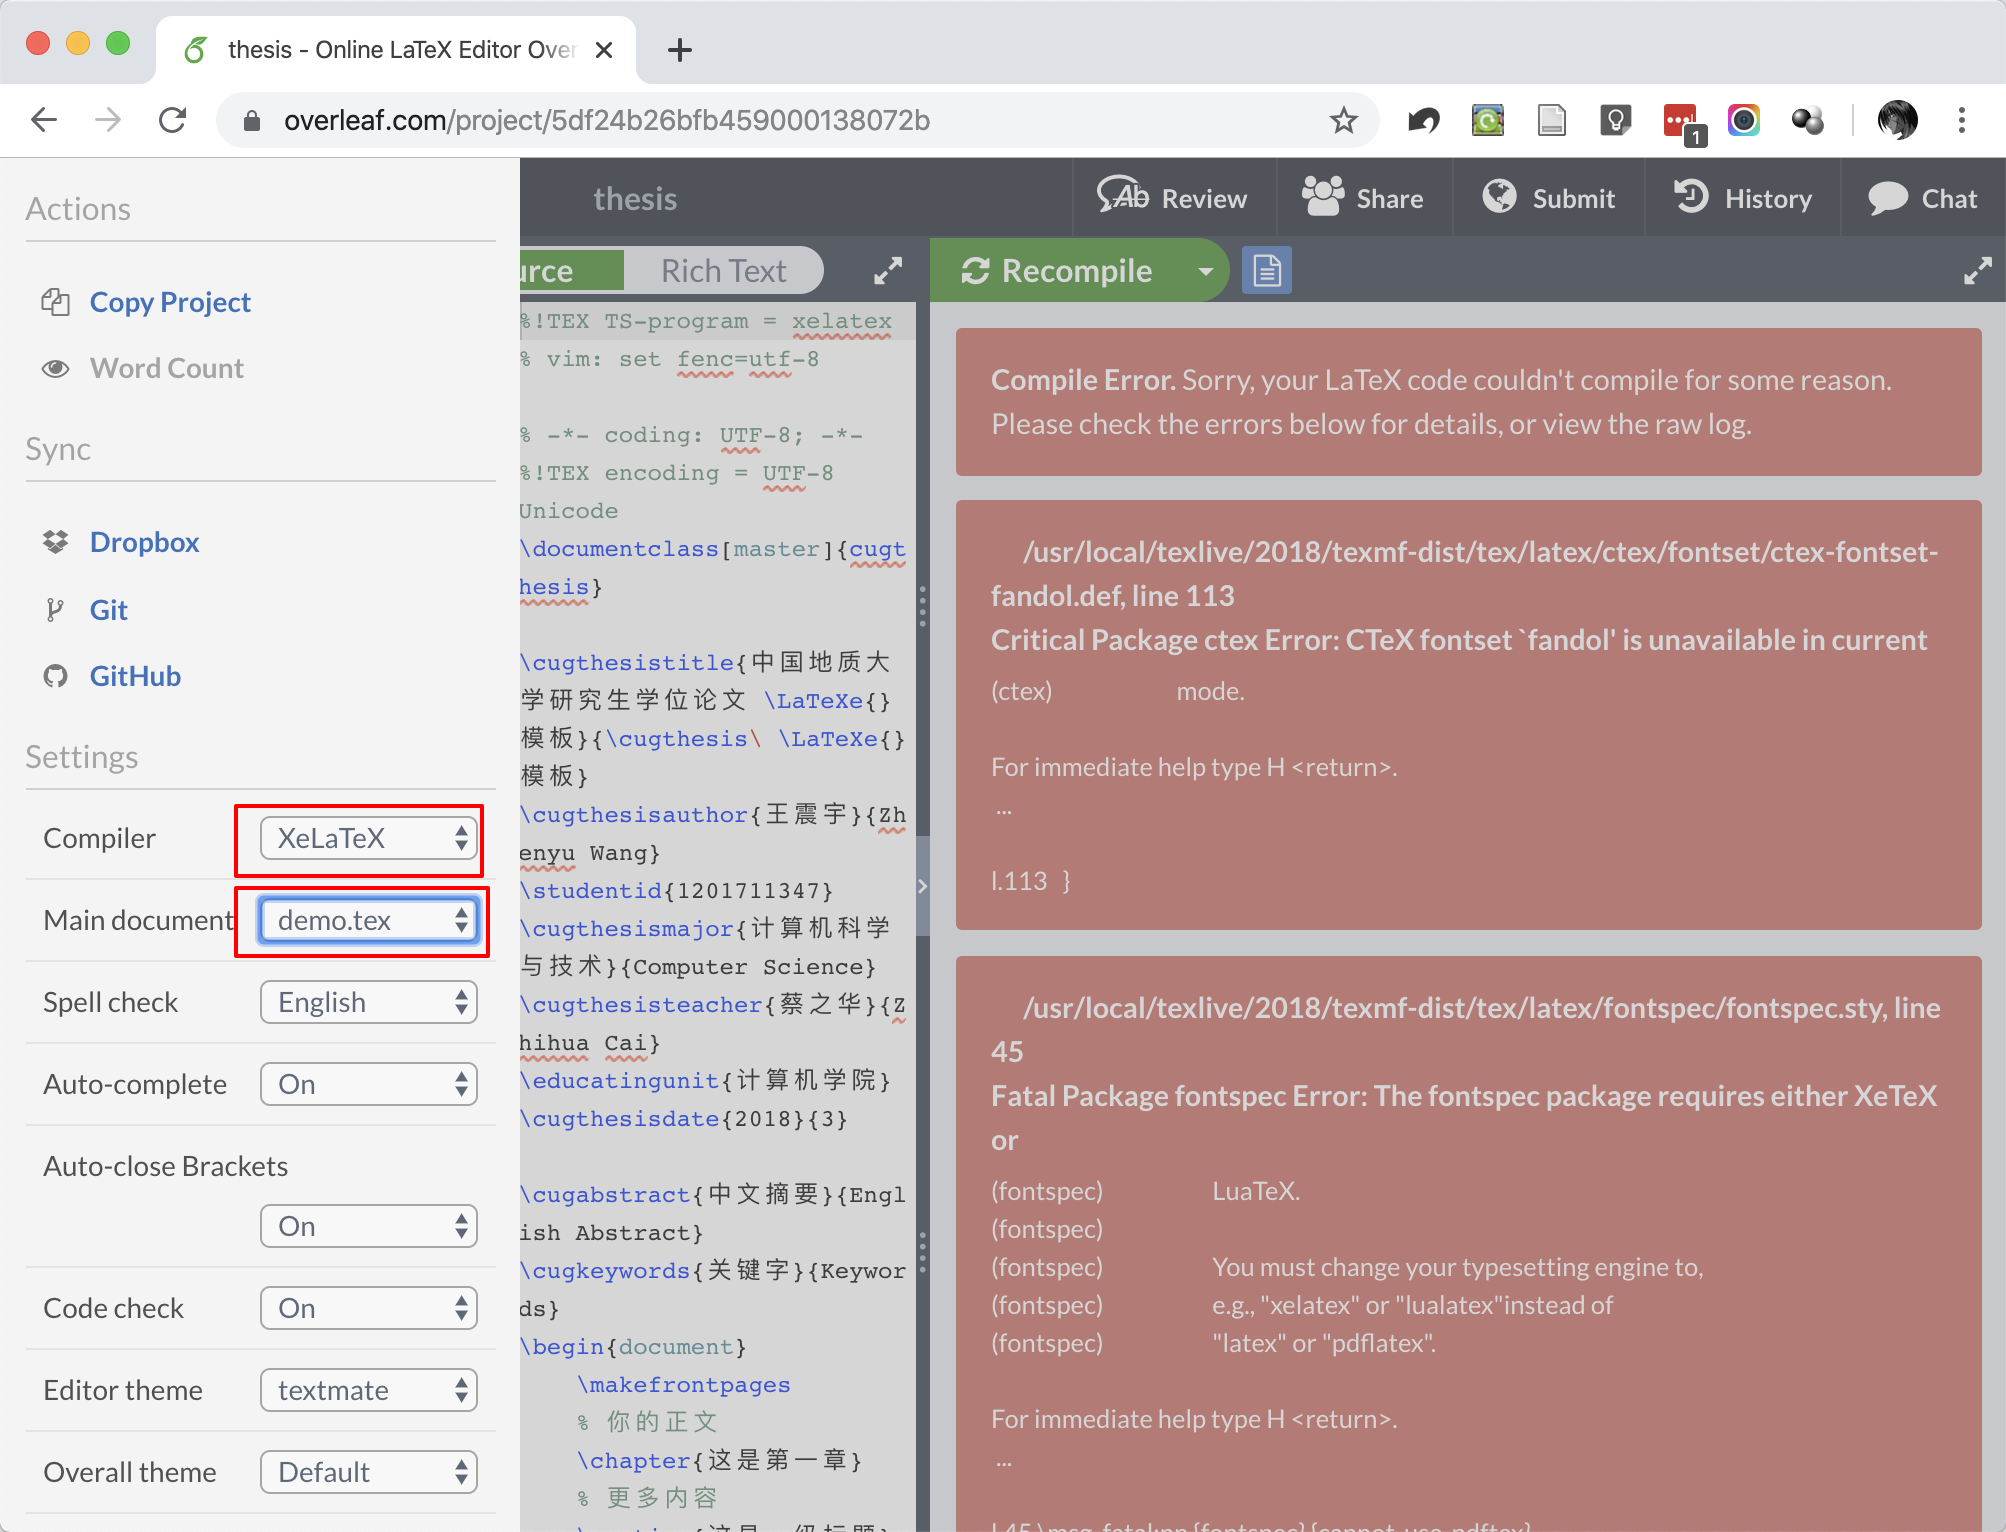 thesis - Online LaTeX Editor Over
overleaf.com/project/5df24b26bfb459000138072b
1
Actions
Copy Project
Word Count
Sync
Dropbox
Git
GitHub
Settings
Compiler XeLaTeX
Main document demo.tex
Spell check English
Auto-complete On
Auto-close Brackets
On
Code check On
Editor theme textmate
Overall theme Default
thesis
Review
Share
Submit
History
Chat
urce
Rich Text
Recompile
%!TEX TS-program = xelatex
% vim: set fenc=utf-8
% -*- coding: UTF-8; -*-
%!TEX encoding = UTF-8
Unicode
\documentclass[master]{cugt
hesis}
\cugthesistitle{中国地质大
学研究生学位论文 \LaTeXe{}
模板}{\cugthesis\ \LaTeXe{}
模板}
\cugthesisauthor{王震宇}{Zh
enyu Wang}
\studentid{1201711347}
\cugthesismajor{计算机科学
与技术}{Computer Science}
\cugthesisteacher{蔡之华}{Z
hihua Cai}
\educatingunit{计算机学院}
\cugthesisdate{2018}{3}
\cugabstract{中文摘要}{Engl
ish Abstract}
\cugkeywords{关键字}{Keywor
ds}
\begin{document}
\makefrontpages
% 你的正文
\chapter{这是第一章}
% 更多内容
Compile Error. Sorry, your LaTeX code couldn't compile for some reason.
Please check the errors below for details, or view the raw log.
/usr/local/texlive/2018/texmf-dist/tex/latex/ctex/fontset/ctex-fontset-
fandol.def, line 113
Critical Package ctex Error: CTeX fontset `fandol' is unavailable in current
(ctex) mode.
For immediate help type H <return>.
...
l.113 }
/usr/local/texlive/2018/texmf-dist/tex/latex/fontspec/fontspec.sty, line
45
Fatal Package fontspec Error: The fontspec package requires either XeTeX
or
(fontspec) LuaTeX.
(fontspec)
(fontspec) You must change your typesetting engine to,
(fontspec) e.g., "xelatex" or "lualatex"instead of
(fontspec) "latex" or "pdflatex".
For immediate help type H <return>.
...